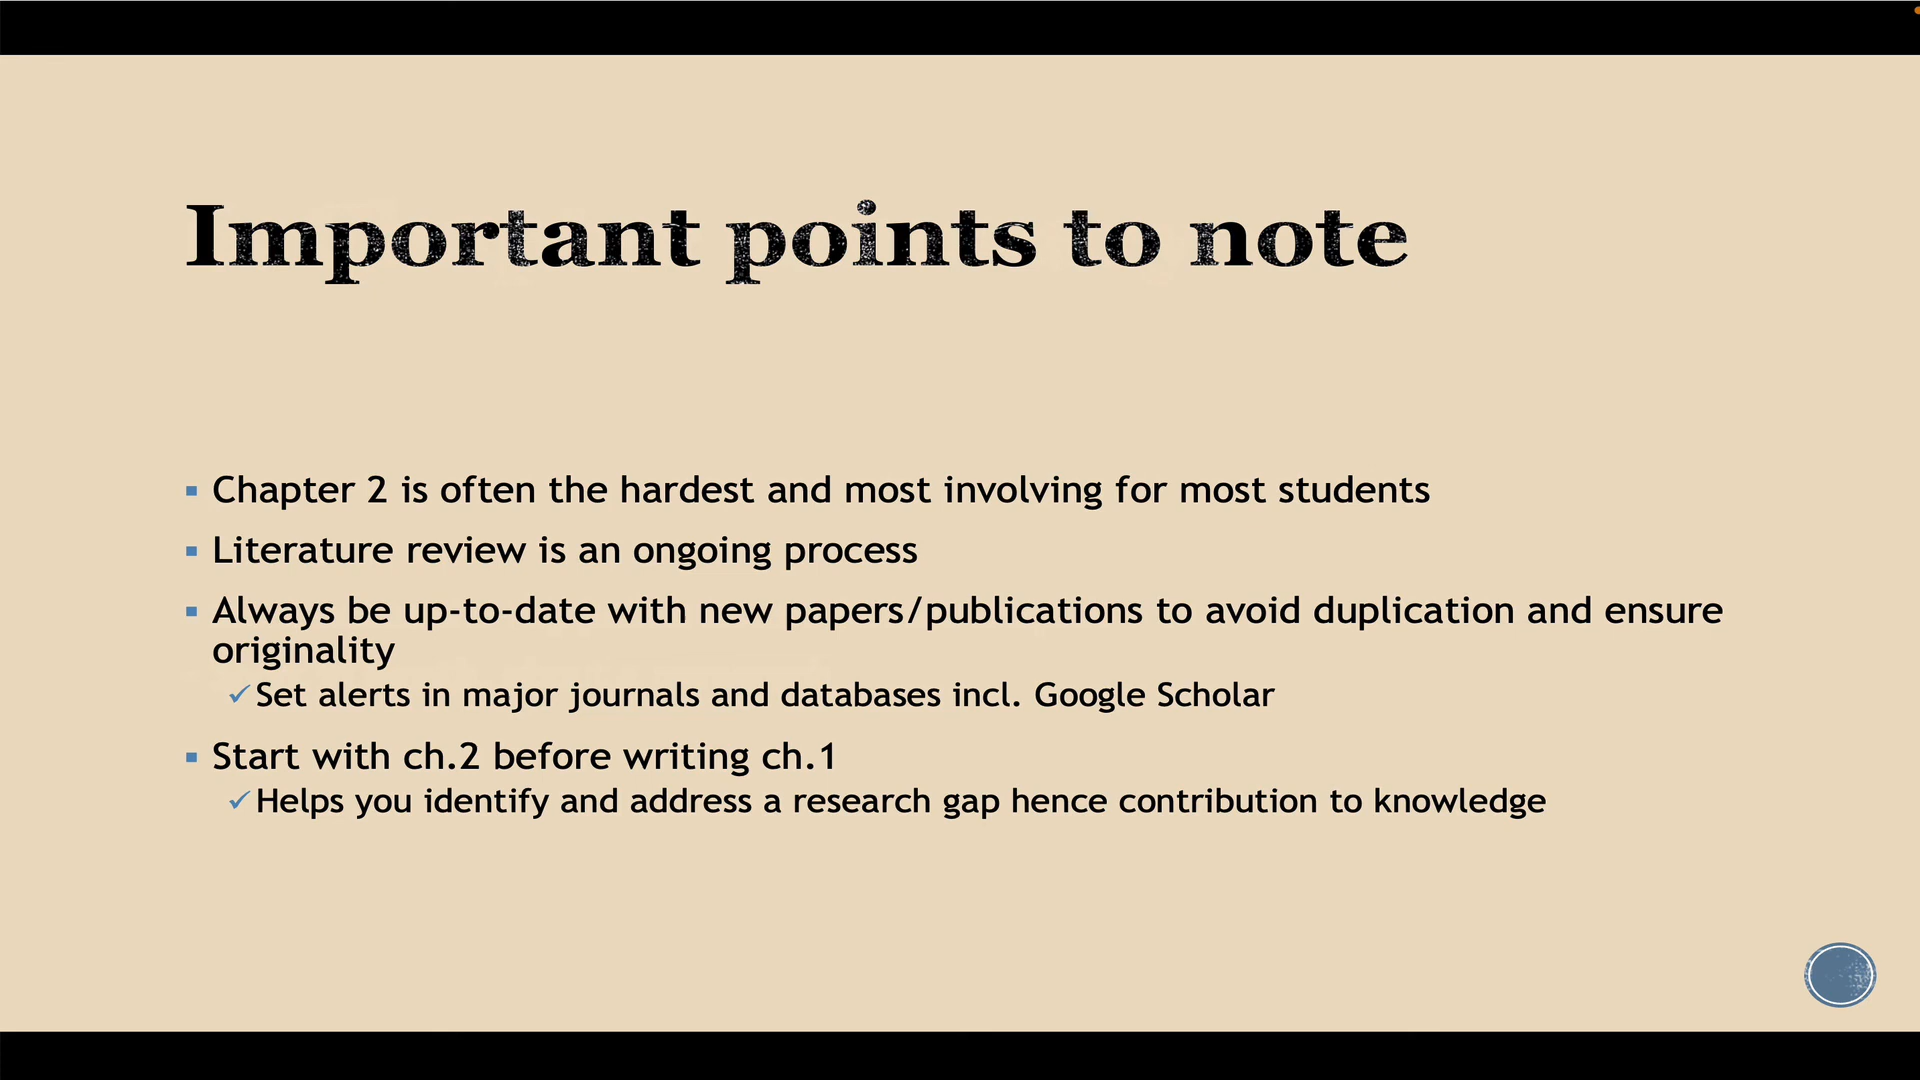 Important points to note
▪ Chapter 2 is often the hardest and most involving for most students
▪ Literature review is an ongoing process
▪ Always be up-to-date with new papers/publications to avoid duplication and ensure
originality
✓Set alerts in major journals and databases incl. Google Scholar
▪ Start with ch.2 before writing ch.1
✓Helps you identify and address a research gap hence contribution to knowledge